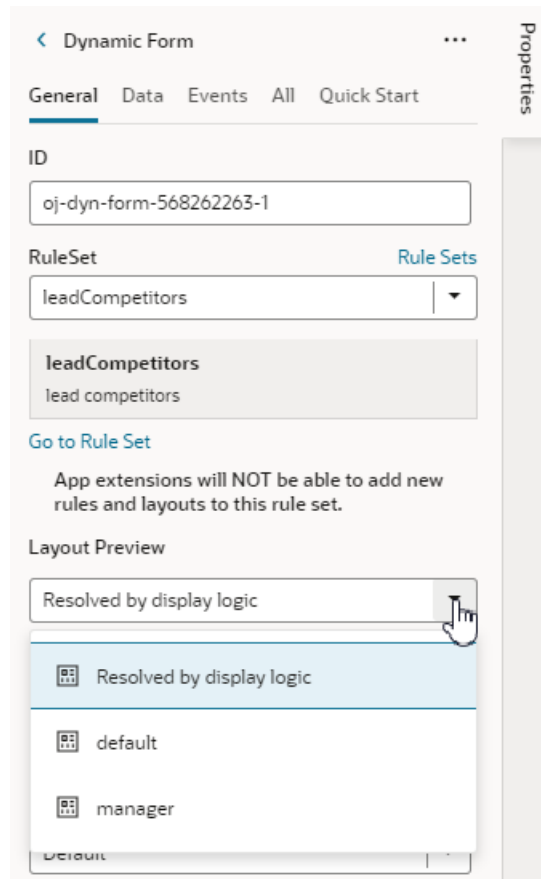 Dynamic Form
Properties
General Data Events All Quick Start
ID
oj-dyn-form-568262263-1
RuleSet Rule Sets
leadCompetitors
leadCompetitors
lead competitors
Go to Rule Set
App extensions will NOT be able to add new
rules and layouts to this rule set.
Layout Preview
Resolved by display logic
Resolved by display logic
default
manager
Default